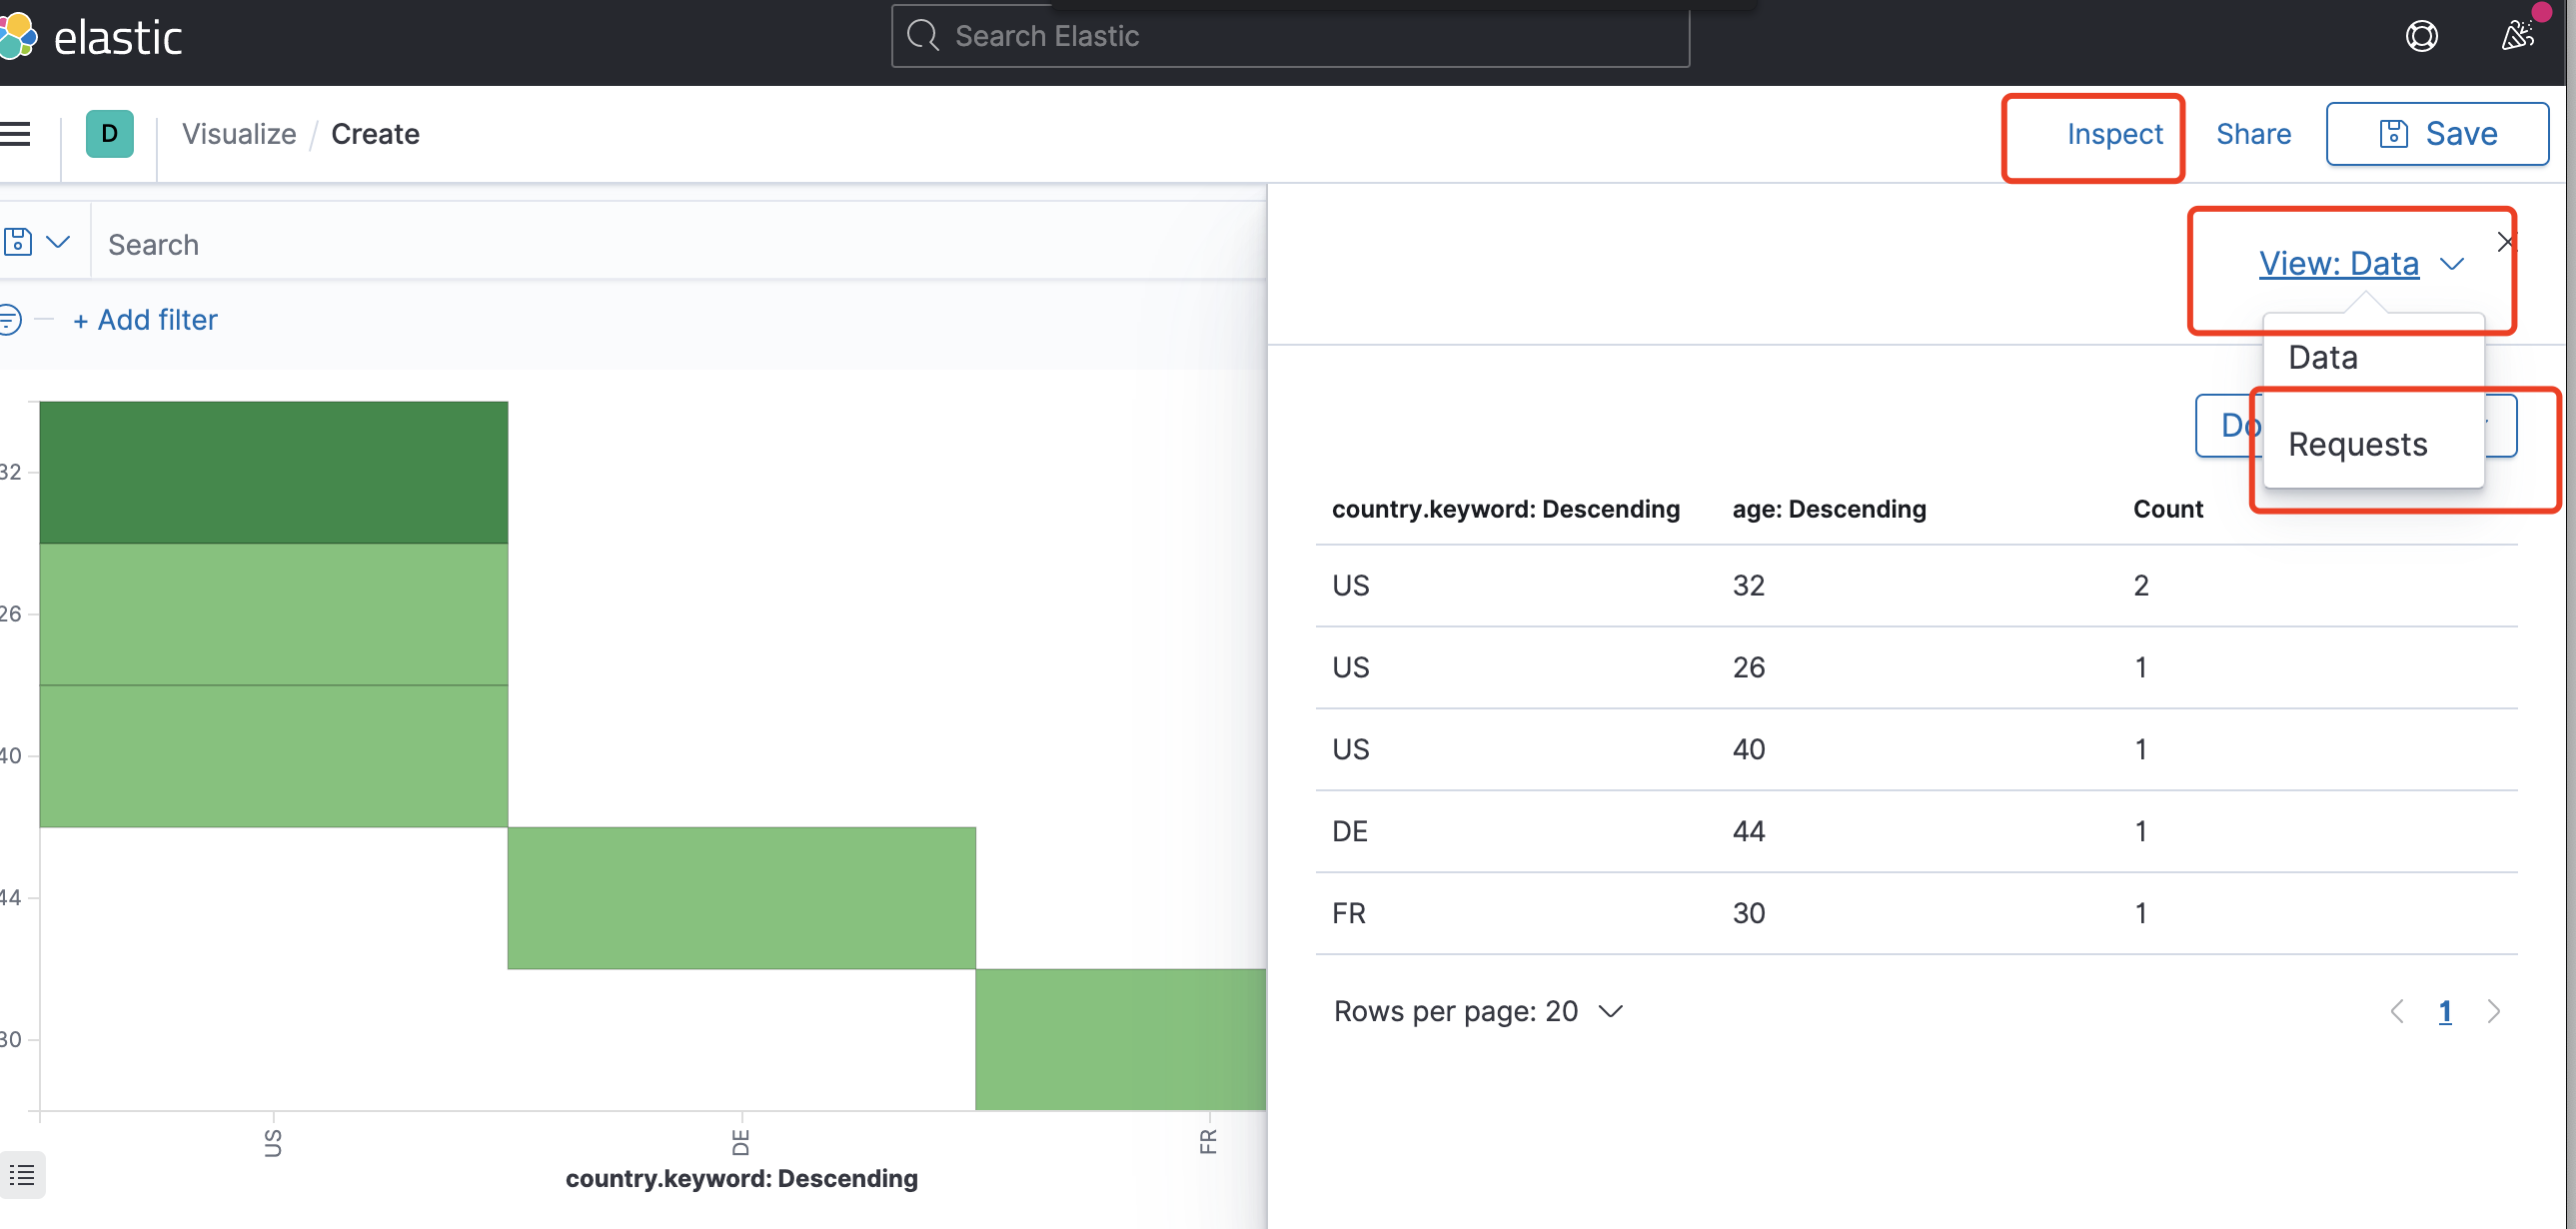 elastic
Search Elastic
D
Visualize / Create
Inspect
Share
Save
Search
View: Data
+ Add filter
Data
Requests
Do
country.keyword: Descending age: Descending Count
US 32 2
US 26 1
US 40 1
DE 44 1
FR 30 1
Rows per page: 20
1
32
26
40
44
30
US
DE
FR
country.keyword: Descending